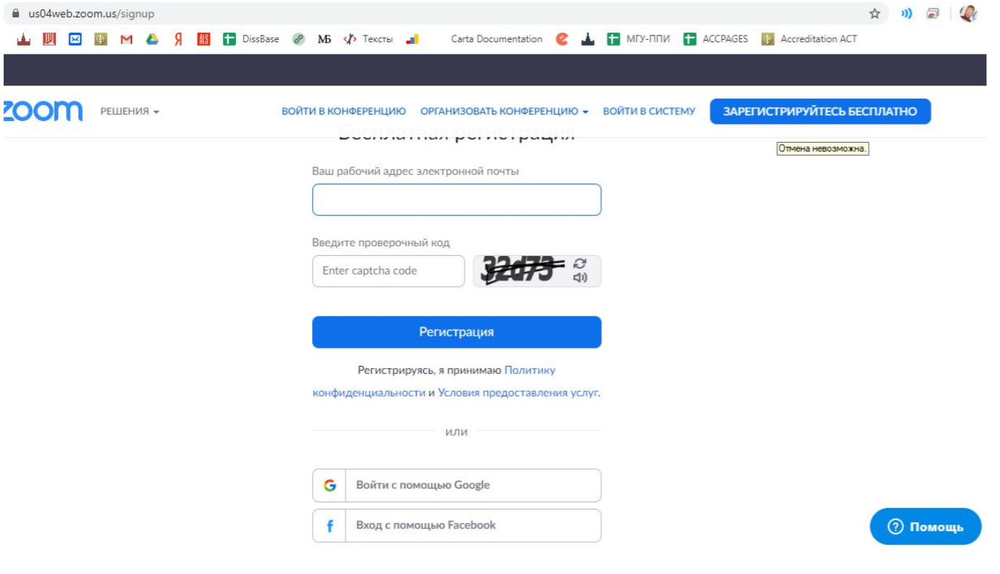 us04web.zoom.us/signup
DissBase МБ Тексты Carta Documentation МГУ-ППИ ACCPAGES Accreditation ACT
zoom РЕШЕНИЯ ВОЙТИ В КОНФЕРЕНЦИЮ ОРГАНИЗОВАТЬ КОНФЕРЕНЦИЮ ВОЙТИ В СИСТЕМУ ЗАРЕГИСТРИРУЙТЕСЬ БЕСПЛАТНО
Бесплатная регистрация
Отмена невозможна.
Ваш рабочий адрес электронной почты
Введите проверочный код
Enter captcha code 32d73
Регистрация
Регистрируясь, я принимаю Политику
конфиденциальности и Условия предоставления услуг.
или
Войти с помощью Google
Вход с помощью Facebook
Помощь